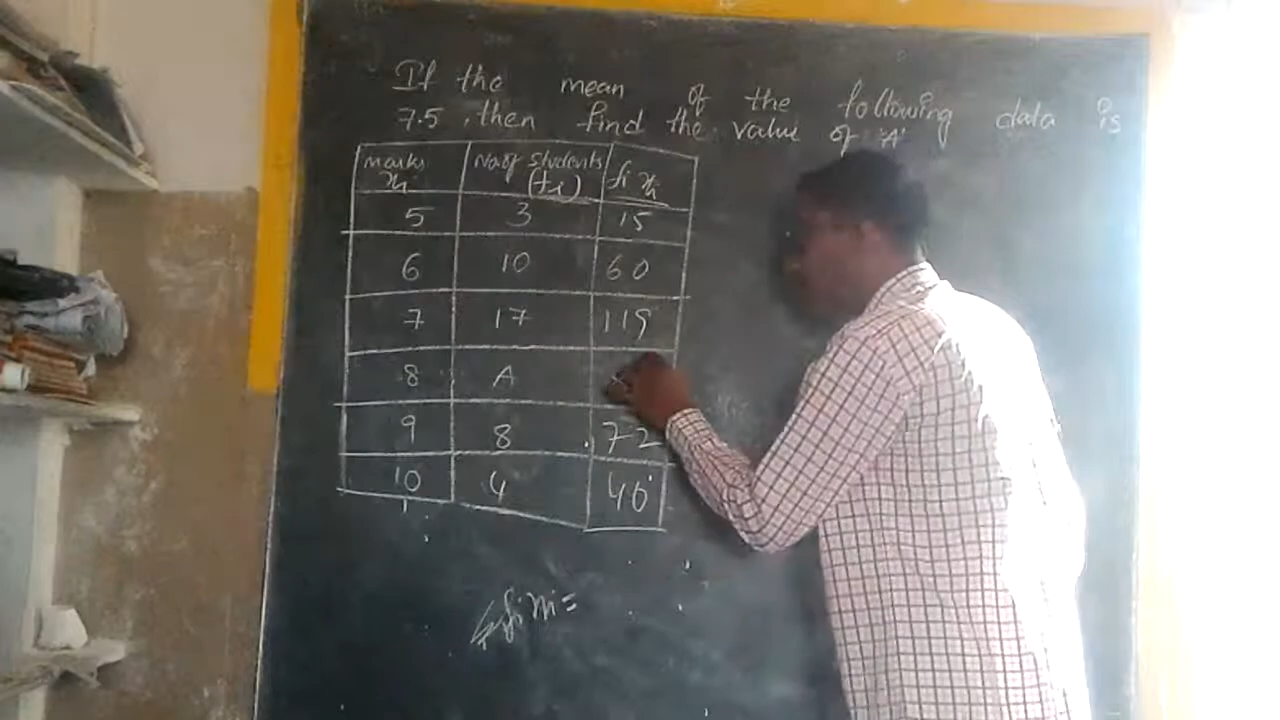 If the mean of the following data is
7.5, then find the value of 'A'
marks xi No of students (fi) fi xi
5 3 15
6 10 60
7 17 119
8 A
9 8 72
10 4 40
Σfixi =